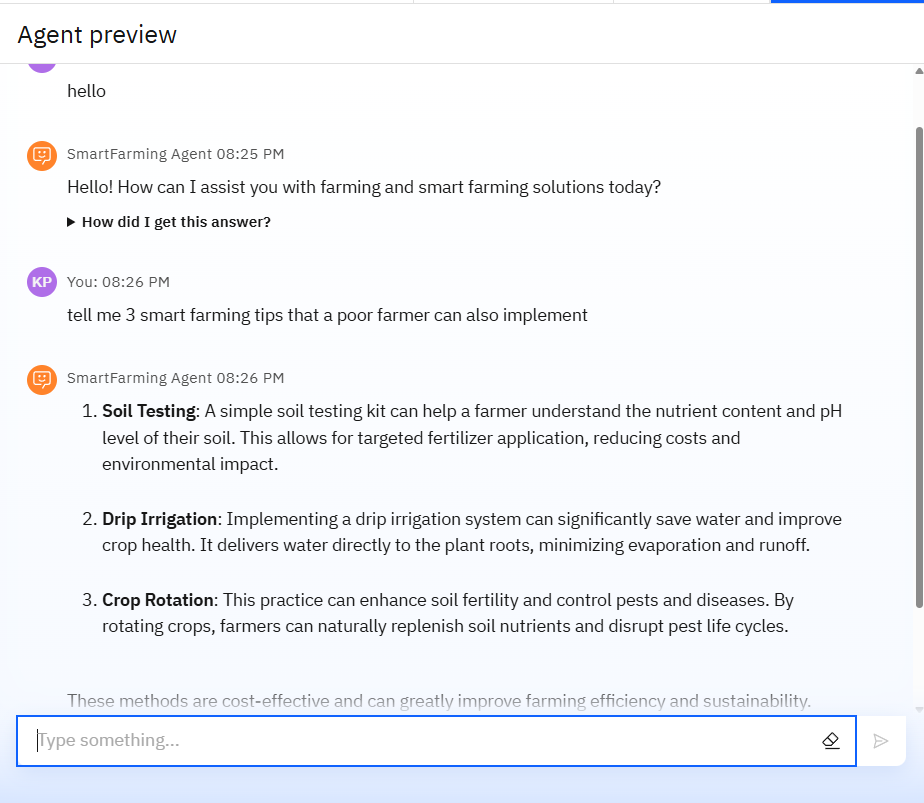 Agent preview
hello
SmartFarming Agent 08:25 PM
Hello! How can I assist you with farming and smart farming solutions today?
How did I get this answer?
KP
You: 08:26 PM
tell me 3 smart farming tips that a poor farmer can also implement
SmartFarming Agent 08:26 PM
1. Soil Testing: A simple soil testing kit can help a farmer understand the nutrient content and pH
level of their soil. This allows for targeted fertilizer application, reducing costs and
environmental impact.
2. Drip Irrigation: Implementing a drip irrigation system can significantly save water and improve
crop health. It delivers water directly to the plant roots, minimizing evaporation and runoff.
3. Crop Rotation: This practice can enhance soil fertility and control pests and diseases. By
rotating crops, farmers can naturally replenish soil nutrients and disrupt pest life cycles.
These methods are cost-effective and can greatly improve farming efficiency and sustainability.
Type something...